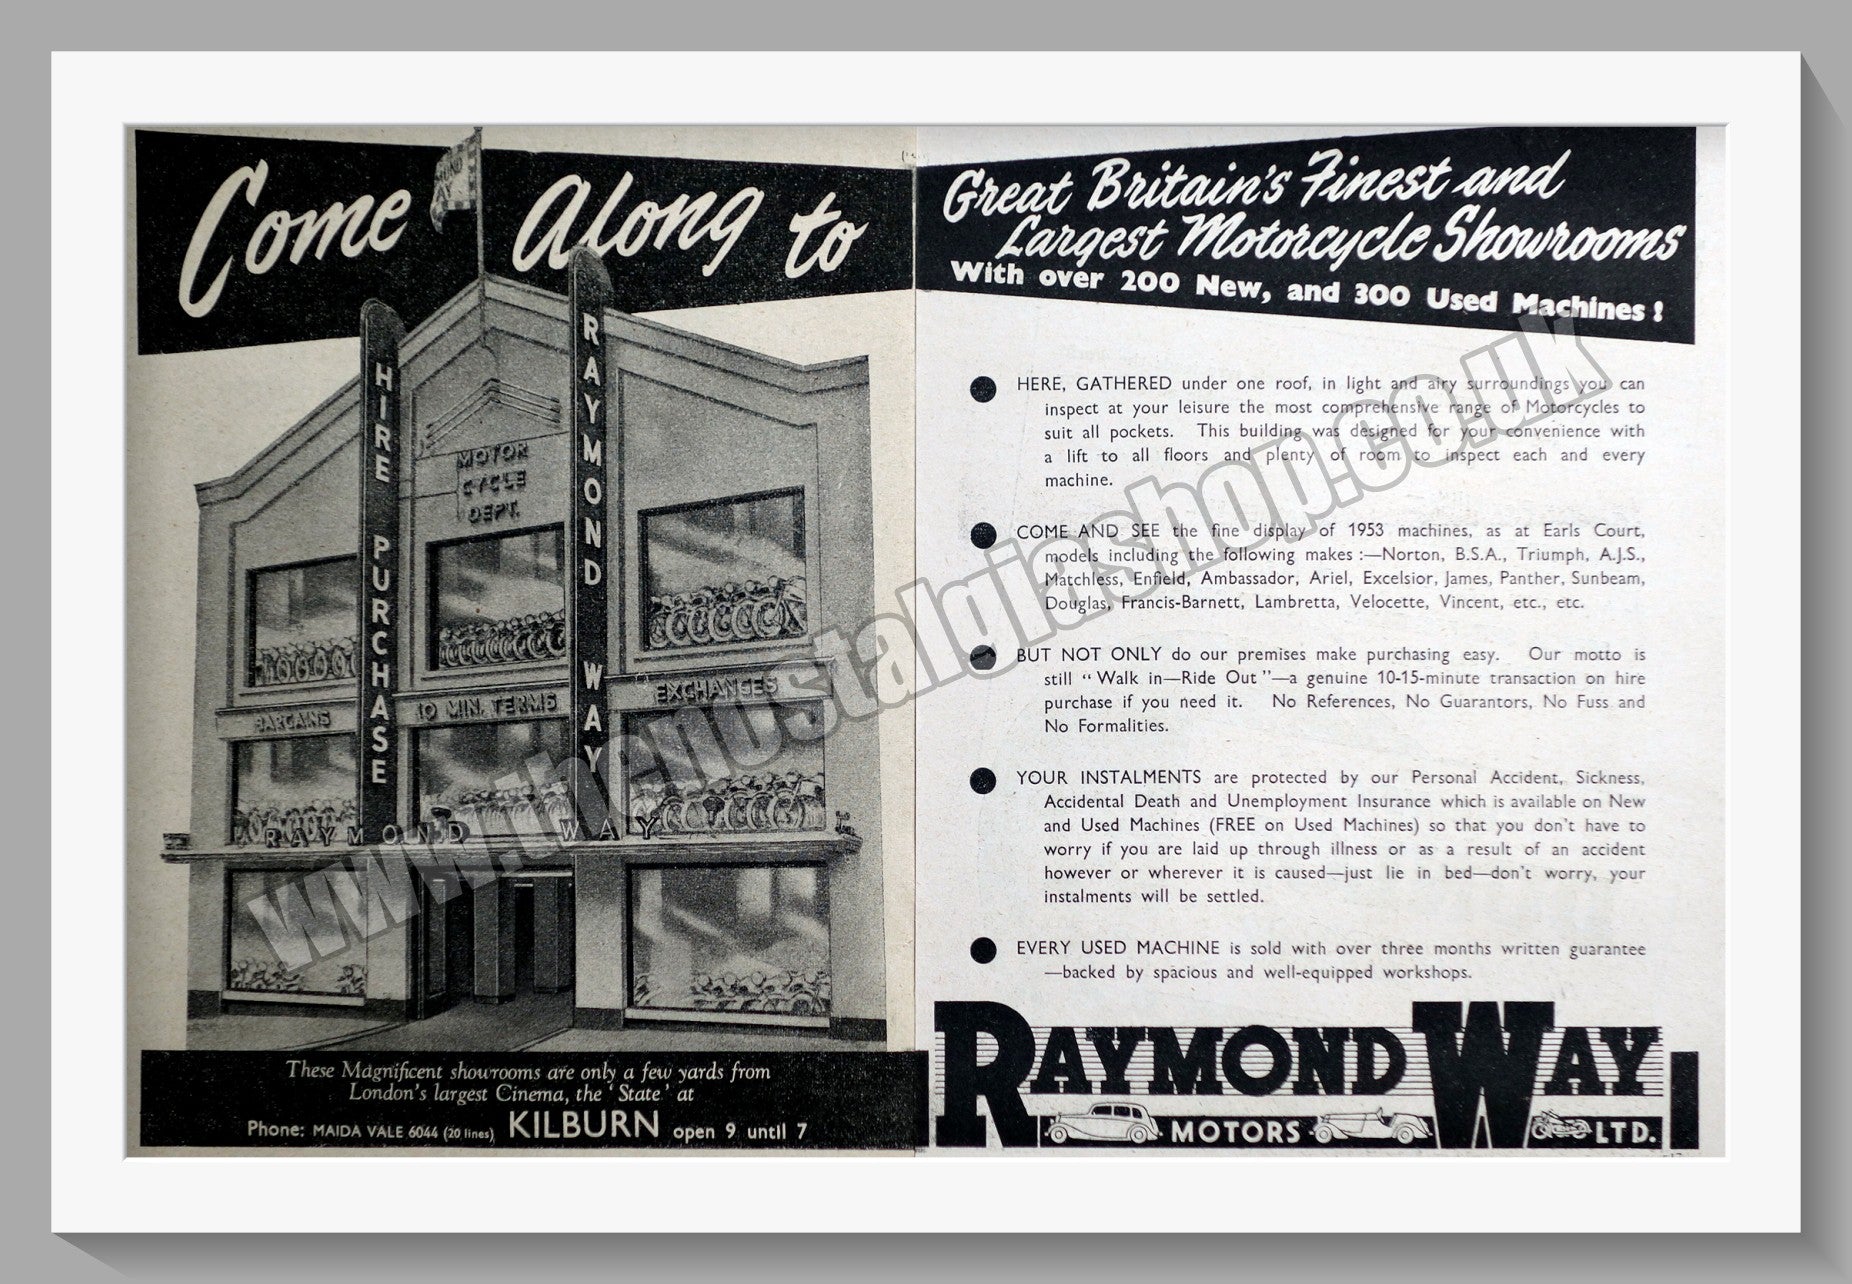 Come Along to
Great Britain's Finest and
Largest Motorcycle Showrooms
With over 200 New, and 300 Used Machines!
HIRE PURCHASE
RAYMOND WAY
MOTOR
CYCLE
DEPT.
BARGAINS
10 MIN. TERMS
EXCHANGES
RAYMOND WAY
These Magnificent showrooms are only a few yards from
London's largest Cinema, the 'State' at
Phone: MAIDA VALE 6044 (20 lines) KILBURN open 9 until 7
HERE, GATHERED under one roof, in light and airy surroundings you can
inspect at your leisure the most comprehensive range of Motorcycles to
suit all pockets. This building was designed for your convenience with
a lift to all floors and plenty of room to inspect each and every
machine.
COME AND SEE the fine display of 1953 machines, as at Earls Court,
models including the following makes :—Norton, B.S.A., Triumph, A.J.S.,
Matchless, Enfield, Ambassador, Ariel, Excelsior, James, Panther, Sunbeam,
Douglas, Francis-Barnett, Lambretta, Velocette, Vincent, etc., etc.
BUT NOT ONLY do our premises make purchasing easy. Our motto is
still "Walk in—Ride Out"—a genuine 10-15-minute transaction on hire
purchase if you need it. No References, No Guarantors, No Fuss and
No Formalities.
YOUR INSTALMENTS are protected by our Personal Accident, Sickness,
Accidental Death and Unemployment Insurance which is available on New
and Used Machines (FREE on Used Machines) so that you don't have to
worry if you are laid up through illness or as a result of an accident
however or wherever it is caused—just lie in bed—don't worry, your
instalments will be settled.
EVERY USED MACHINE is sold with over three months written guarantee
—backed by spacious and well-equipped workshops.
RAYMOND WAY
MOTORS LTD.
www.thenostalgiashop.co.uk